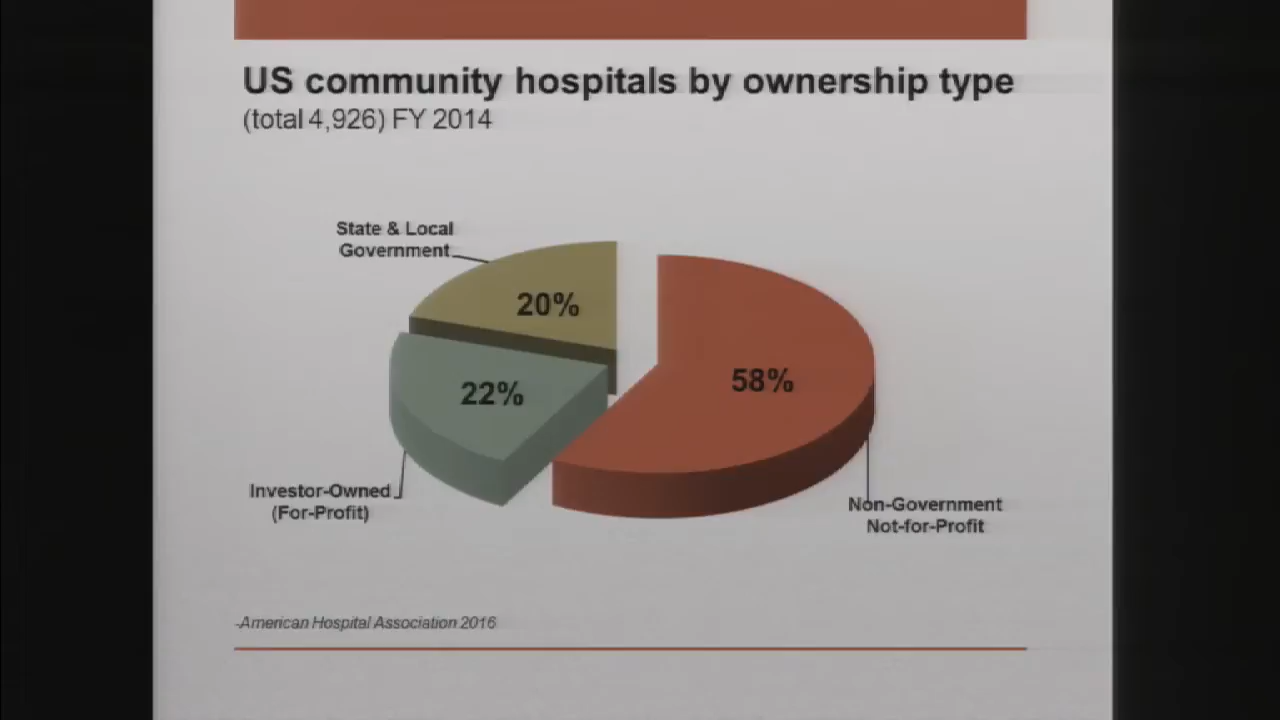 US community hospitals by ownership type
(total 4,926) FY 2014
State & Local
Government
20%
58%
22%
Investor-Owned
(For-Profit)
Non-Government
Not-for-Profit
-American Hospital Association 2016